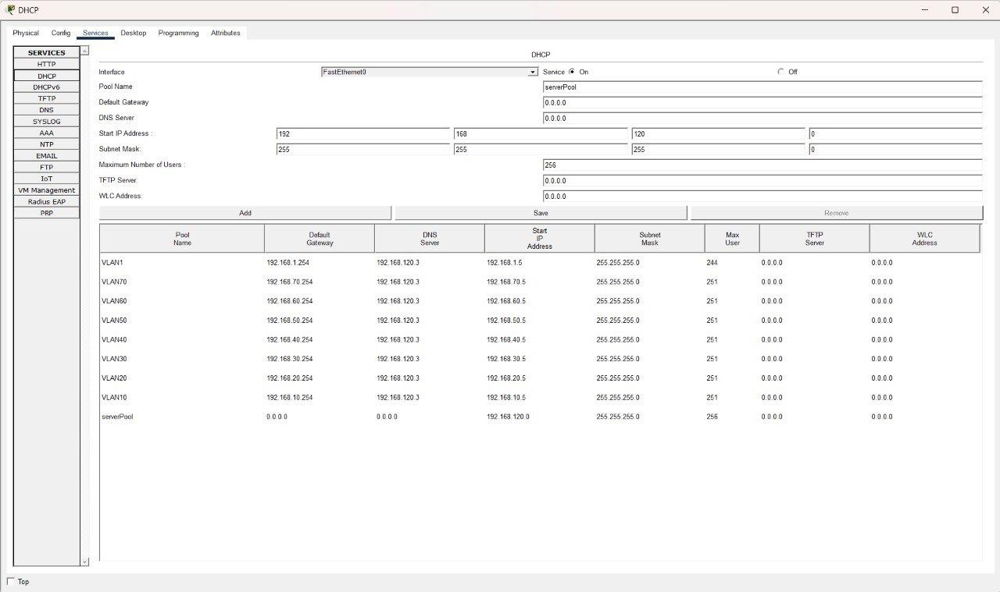 DHCP
Physical Config Services Desktop Programming Attributes
SERVICES
HTTP
DHCP
DHCPv6
TFTP
DNS
SYSLOG
AAA
NTP
EMAIL
FTP
IoT
VM Management
Radius EAP
PRP
DHCP
Interface FastEthernet0 Service On Off
Pool Name serverPool
Default Gateway 0.0.0.0
DNS Server 0.0.0.0
Start IP Address : 192 168 120 0
Subnet Mask: 255 255 255 0
Maximum Number of Users : 256
TFTP Server: 0.0.0.0
WLC Address: 0.0.0.0
Add Save Remove
Pool Name Default Gateway DNS Server Start IP Address Subnet Mask Max User TFTP Server WLC Address
VLAN1 192.168.1.254 192.168.120.3 192.168.1.5 255.255.255.0 244 0.0.0.0 0.0.0.0
VLAN70 192.168.70.254 192.168.120.3 192.168.70.5 255.255.255.0 251 0.0.0.0 0.0.0.0
VLAN60 192.168.60.254 192.168.120.3 192.168.60.5 255.255.255.0 251 0.0.0.0 0.0.0.0
VLAN50 192.168.50.254 192.168.120.3 192.168.50.5 255.255.255.0 251 0.0.0.0 0.0.0.0
VLAN40 192.168.40.254 192.168.120.3 192.168.40.5 255.255.255.0 251 0.0.0.0 0.0.0.0
VLAN30 192.168.30.254 192.168.120.3 192.168.30.5 255.255.255.0 251 0.0.0.0 0.0.0.0
VLAN20 192.168.20.254 192.168.120.3 192.168.20.5 255.255.255.0 251 0.0.0.0 0.0.0.0
VLAN10 192.168.10.254 192.168.120.3 192.168.10.5 255.255.255.0 251 0.0.0.0 0.0.0.0
serverPool 0.0.0.0 0.0.0.0 192.168.120.0 255.255.255.0 256 0.0.0.0 0.0.0.0
Top